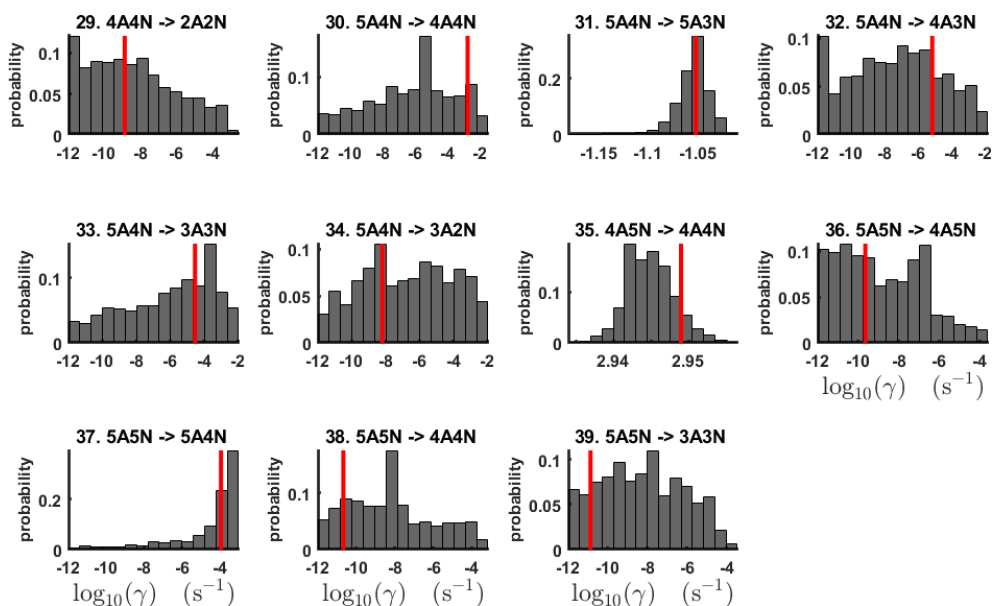 29. 4A4N -> 2A2N
probability
0.1
0.05
0
-12 -10 -8 -6 -4
30. 5A4N -> 4A4N
probability
0.1
0
-12 -10 -8 -6 -4 -2
31. 5A4N -> 5A3N
probability
0.2
0
-1.15 -1.1 -1.05
32. 5A4N -> 4A3N
probability
0.1
0.05
0
-12 -10 -8 -6 -4 -2
33. 5A4N -> 3A3N
probability
0.1
0
-12 -10 -8 -6 -4 -2
34. 5A4N -> 3A2N
probability
0.1
0.05
0
-12 -10 -8 -6 -4 -2
35. 4A5N -> 4A4N
probability
0.1
0
2.94 2.95
36. 5A5N -> 4A5N
probability
0.1
0.05
0
-12 -10 -8 -6 -4
log10(γ) (s⁻¹)
37. 5A5N -> 5A4N
probability
0.2
0
-12 -10 -8 -6 -4
log10(γ) (s⁻¹)
38. 5A5N -> 4A4N
probability
0.1
0
-12 -10 -8 -6 -4
log10(γ) (s⁻¹)
39. 5A5N -> 3A3N
probability
0.1
0.05
0
-12 -10 -8 -6 -4
log10(γ) (s⁻¹)